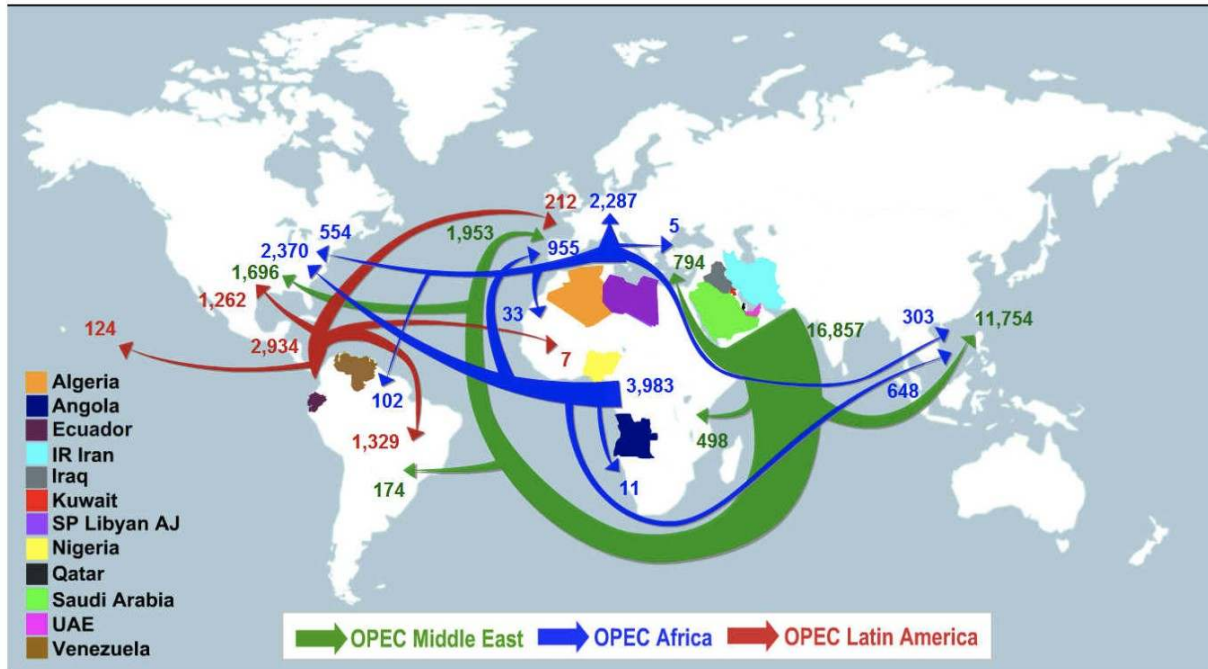 212
2,287
554
1,953
5
2,370
955
794
1,696
1,262
33
16,857
303
11,754
124
2,934
7
3,983
648
102
498
1,329
11
174
Algeria
Angola
Ecuador
IR Iran
Iraq
Kuwait
SP Libyan AJ
Nigeria
Qatar
Saudi Arabia
UAE
Venezuela
OPEC Middle East OPEC Africa OPEC Latin America